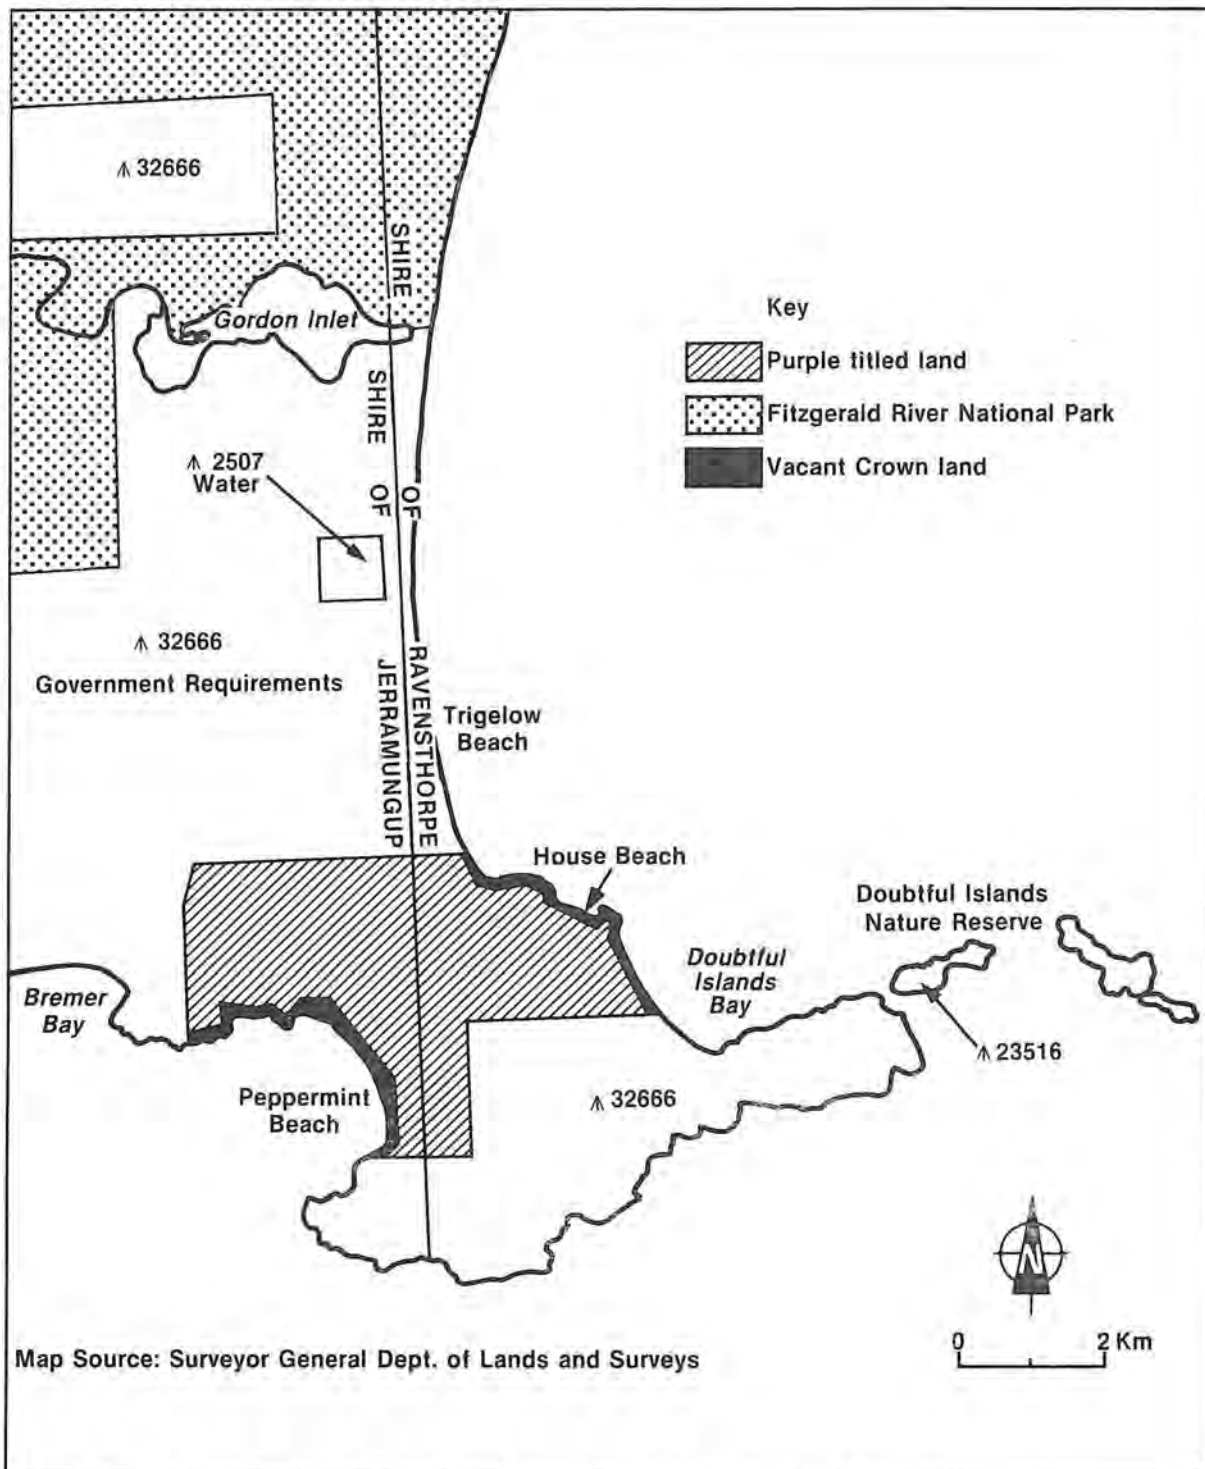 32666
Gordon Inlet
SHIRE OF RAVENSTHORPE
SHIRE OF JERRAMUNGUP
Key
Purple titled land
Fitzgerald River National Park
Vacant Crown land
2507
Water
32666
Government Requirements
Trigelow
Beach
House Beach
Doubtful Islands
Nature Reserve
Doubtful
Islands
Bay
Bremer
Bay
23516
Peppermint
Beach
32666
N
0 2 Km
Map Source: Surveyor General Dept. of Lands and Surveys